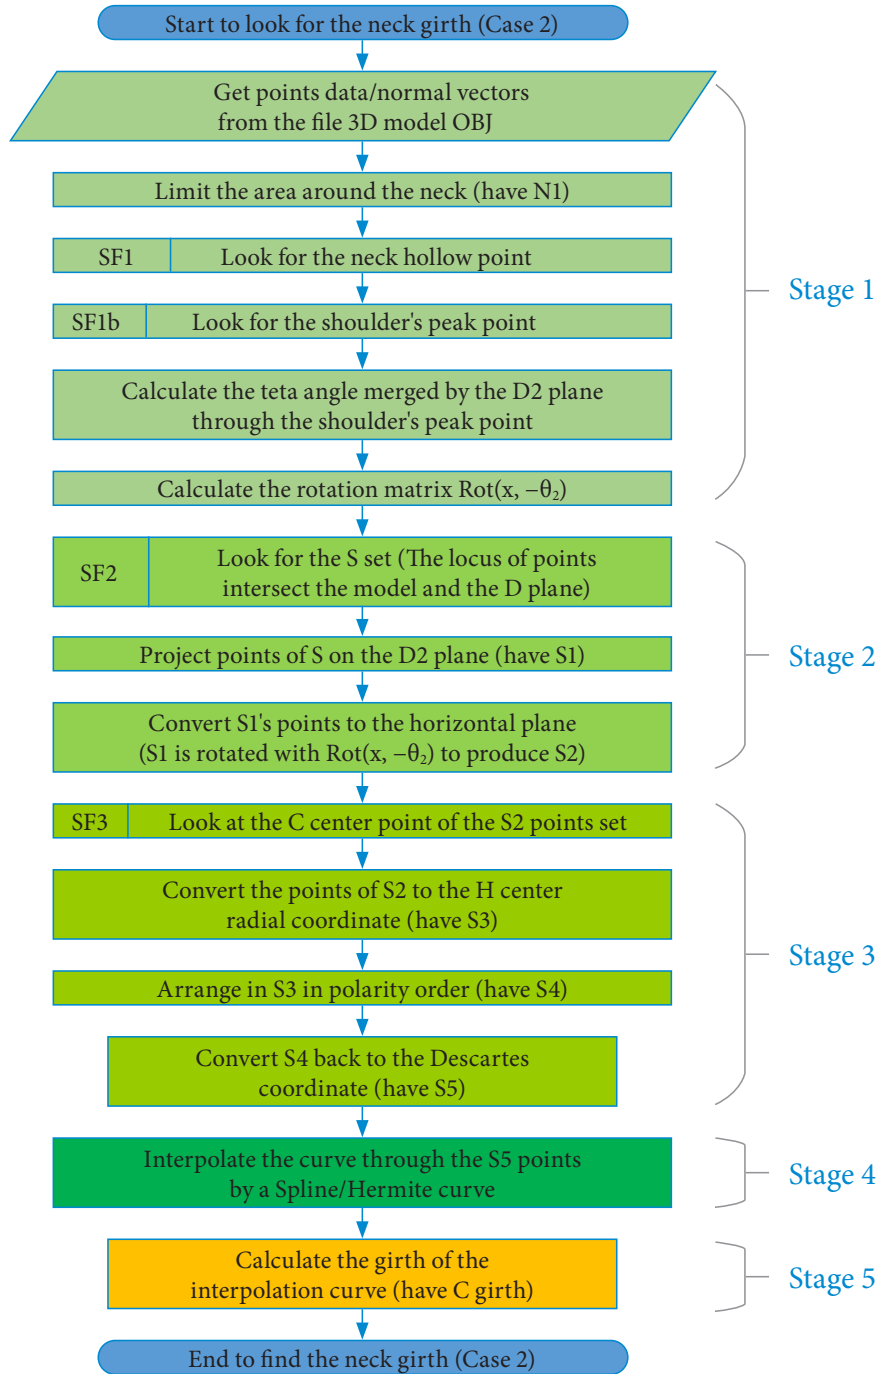 Start to look for the neck girth (Case 2)
Get points data/normal vectors
from the file 3D model OBJ
Limit the area around the neck (have N1)
SF1
Look for the neck hollow point
SF1b
Look for the shoulder's peak point
Calculate the teta angle merged by the D2 plane
through the shoulder's peak point
Calculate the rotation matrix Rot(x, −θ₂)
Stage 1
SF2
Look for the S set (The locus of points
intersect the model and the D plane)
Project points of S on the D2 plane (have S1)
Convert S1's points to the horizontal plane
(S1 is rotated with Rot(x, −θ₂) to produce S2)
Stage 2
SF3
Look at the C center point of the S2 points set
Convert the points of S2 to the H center
radial coordinate (have S3)
Arrange in S3 in polarity order (have S4)
Convert S4 back to the Descartes
coordinate (have S5)
Stage 3
Interpolate the curve through the S5 points
by a Spline/Hermite curve
Stage 4
Calculate the girth of the
interpolation curve (have C girth)
Stage 5
End to find the neck girth (Case 2)